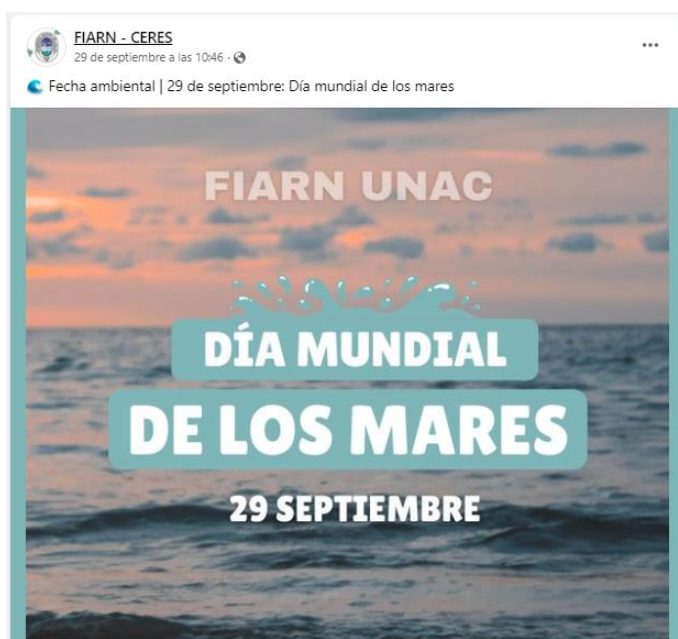 FIARN - CERES
29 de septiembre a las 10:46 ·
Fecha ambiental | 29 de septiembre: Día mundial de los mares
FIARN UNAC
DÍA MUNDIAL
DE LOS MARES
29 SEPTIEMBRE